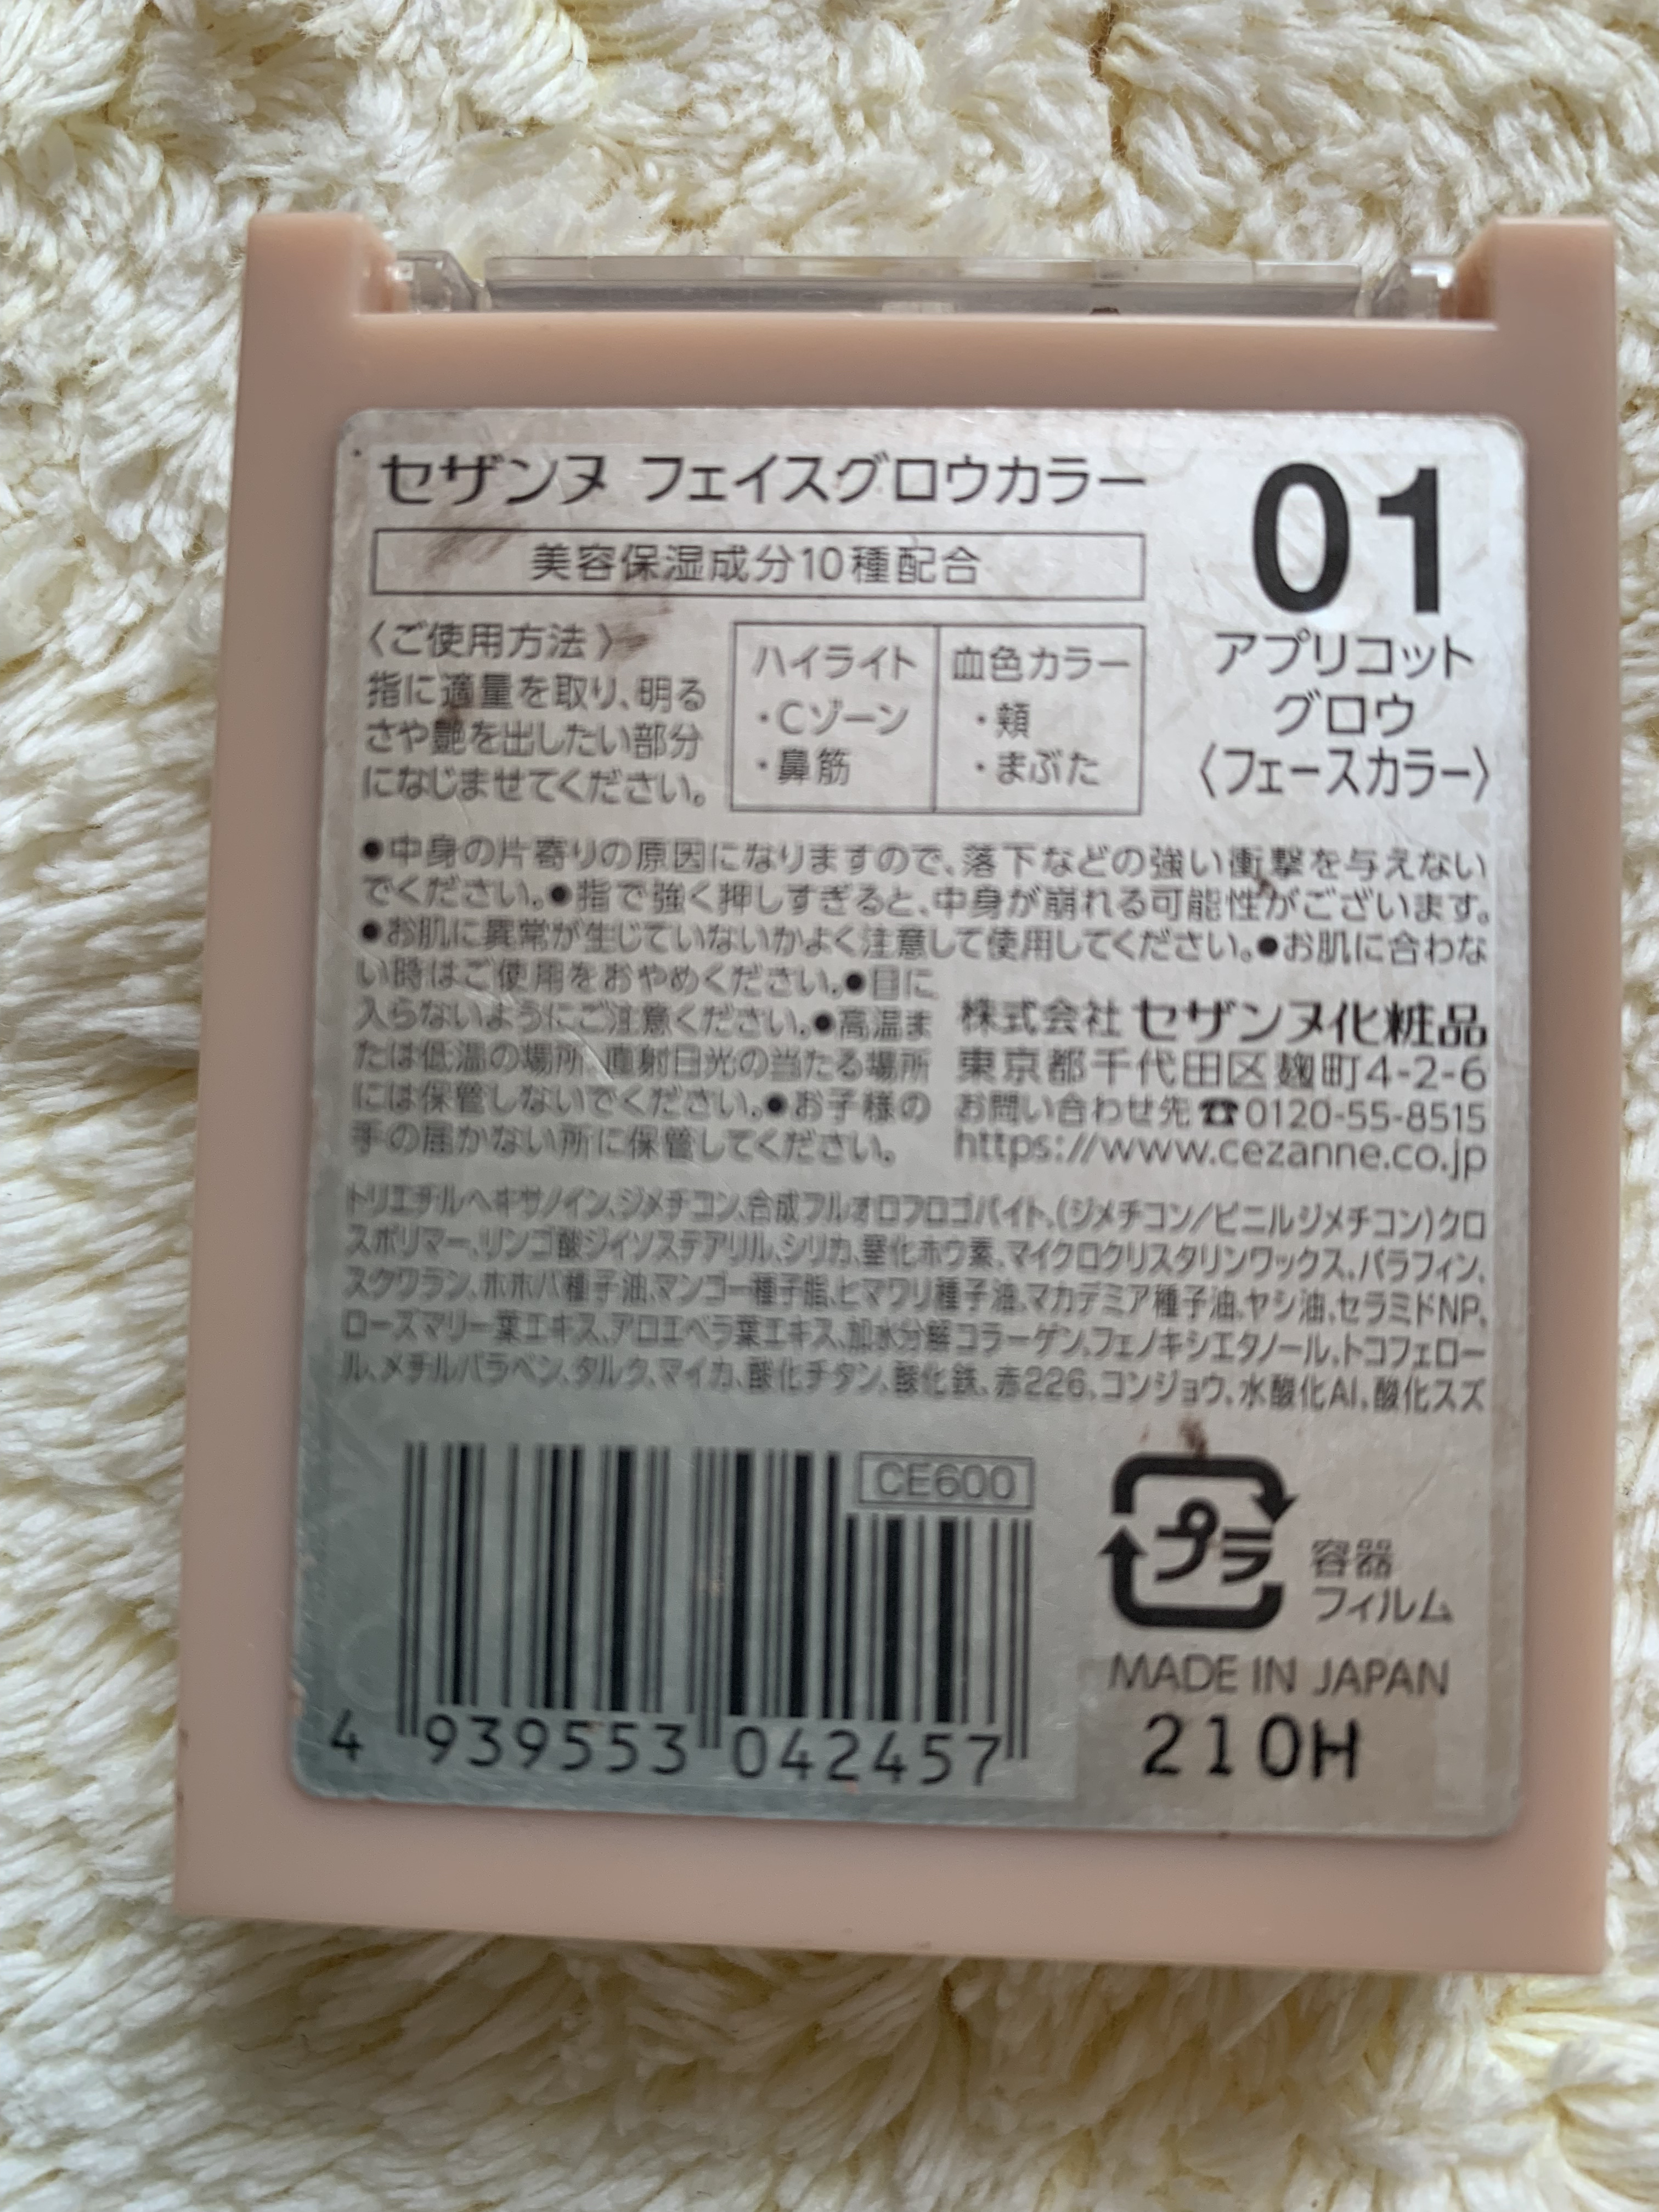 セザンヌ フェイスグロウカラー
01
アプリコット
グロウ
〈フェースカラー〉
美容保湿成分10種配合
〈ご使用方法〉
指に適量を取り、明る
さや艶を出したい部分
になじませてください。
ハイライト
・Cゾーン
・鼻筋
血色カラー
・頬
・まぶた
●中身の片寄りの原因になりますので、落下などの強い衝撃を与えない
でください。●指で強く押しすぎると、中身が崩れる可能性がございます。
●お肌に異常が生じていないかよく注意して使用してください。●お肌に合わな
い時はご使用をおやめください。●目に
入らないようにご注意ください。●高温ま
たは低温の場所、直射日光の当たる場所
には保管しないでください。●お子様の
手の届かない所に保管してください。
株式会社 セザンヌ化粧品
東京都千代田区麹町4-2-6
お問い合わせ先☎0120-55-8515
https://www.cezanne.co.jp
トリエチルヘキサノイン、ジメチコン、合成フルオロフロゴパイト、(ジメチコン/ビニルジメチコン)クロ
スポリマー、リンゴ酸ジイソステアリル、シリカ、窒化ホウ素、マイクロクリスタリンワックス、パラフィン、
スクワラン、ホホバ種子油、マンゴー種子脂、ヒマワリ種子油、マカデミア種子油、ヤシ油、セラミドNP、
ローズマリー葉エキス、アロエベラ葉エキス、加水分解コラーゲン、フェノキシエタノール、トコフェロー
ル、メチルパラベン、タルク、マイカ、酸化チタン、酸化鉄、赤226、コンジョウ、水酸化Al、酸化スズ
CE600
4 939553 042457
プラ
容器
フィルム
MADE IN JAPAN
210H